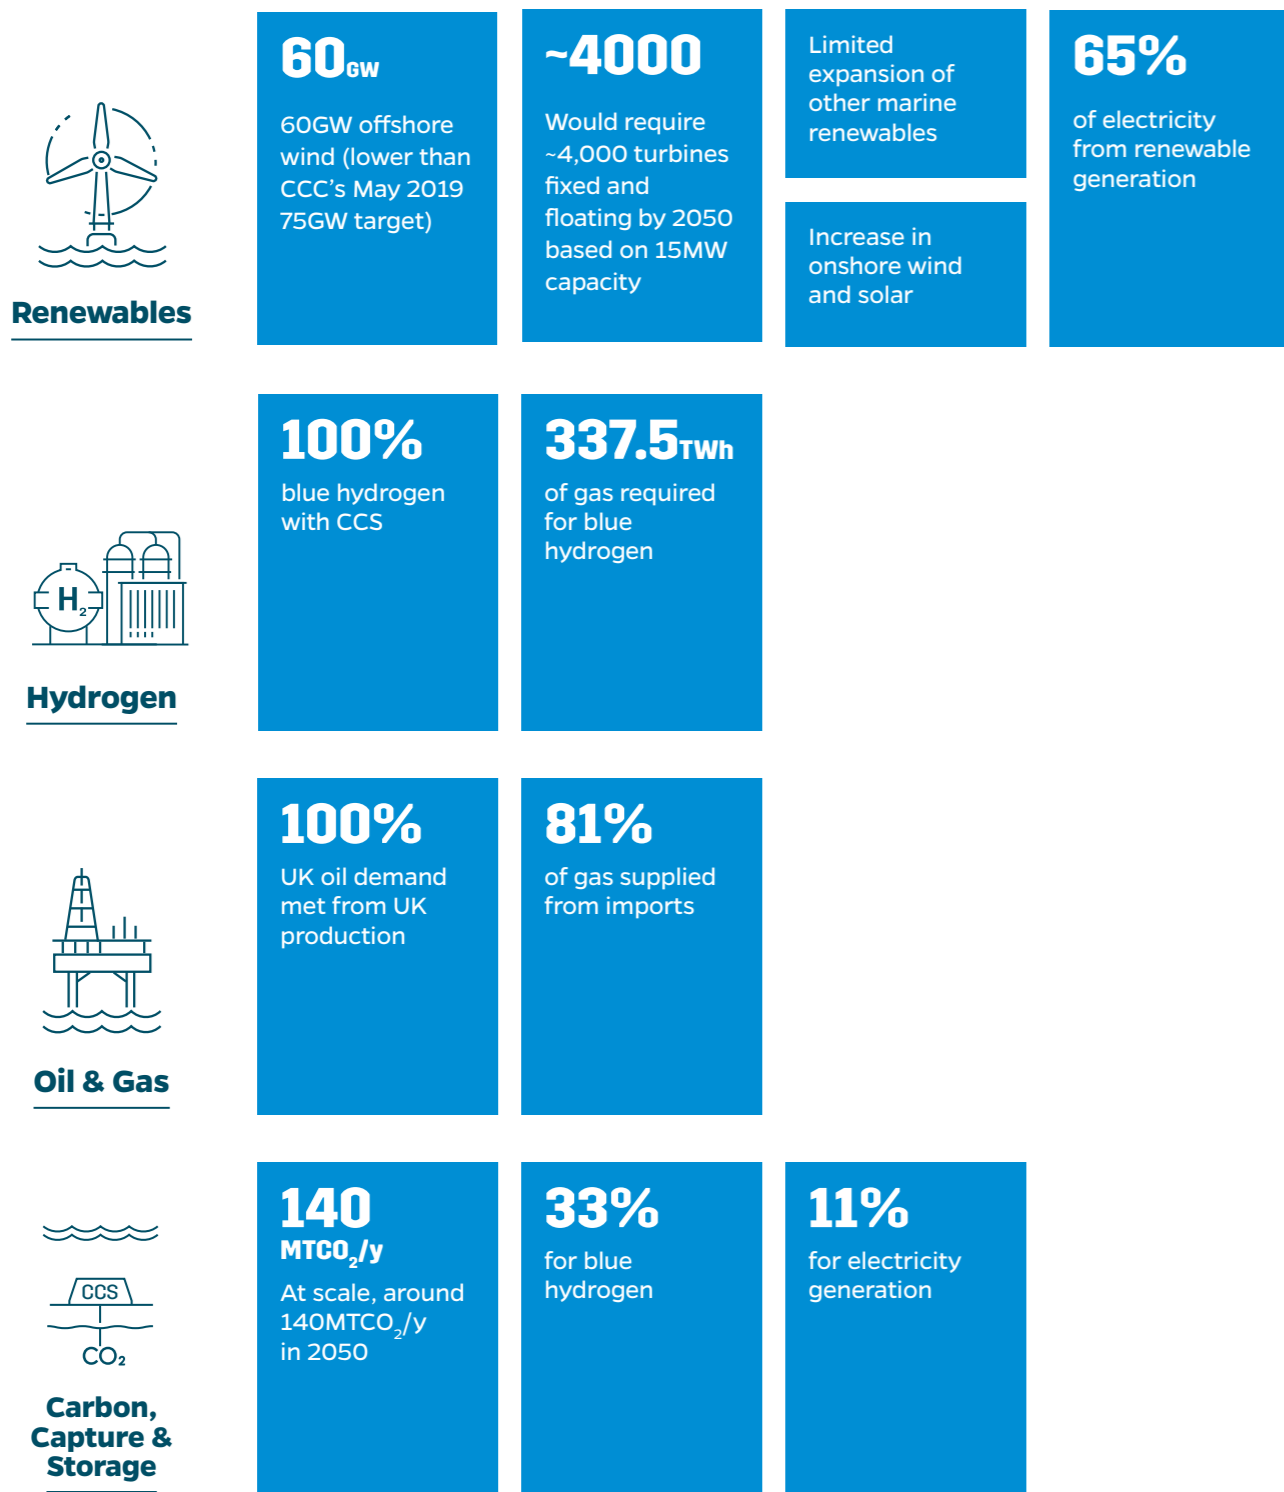 Renewables
60GW
60GW offshore
wind (lower than
CCC's May 2019
75GW target)
~4000
Would require
~4,000 turbines
fixed and
floating by 2050
based on 15MW
capacity
Limited
expansion of
other marine
renewables
Increase in
onshore wind
and solar
65%
of electricity
from renewable
generation
H2
Hydrogen
100%
blue hydrogen
with CCS
337.5TWh
of gas required
for blue
hydrogen
Oil & Gas
100%
UK oil demand
met from UK
production
81%
of gas supplied
from imports
CCS
CO2
Carbon,
Capture &
Storage
140
MTCO2/y
At scale, around
140MTCO2/y
in 2050
33%
for blue
hydrogen
11%
for electricity
generation